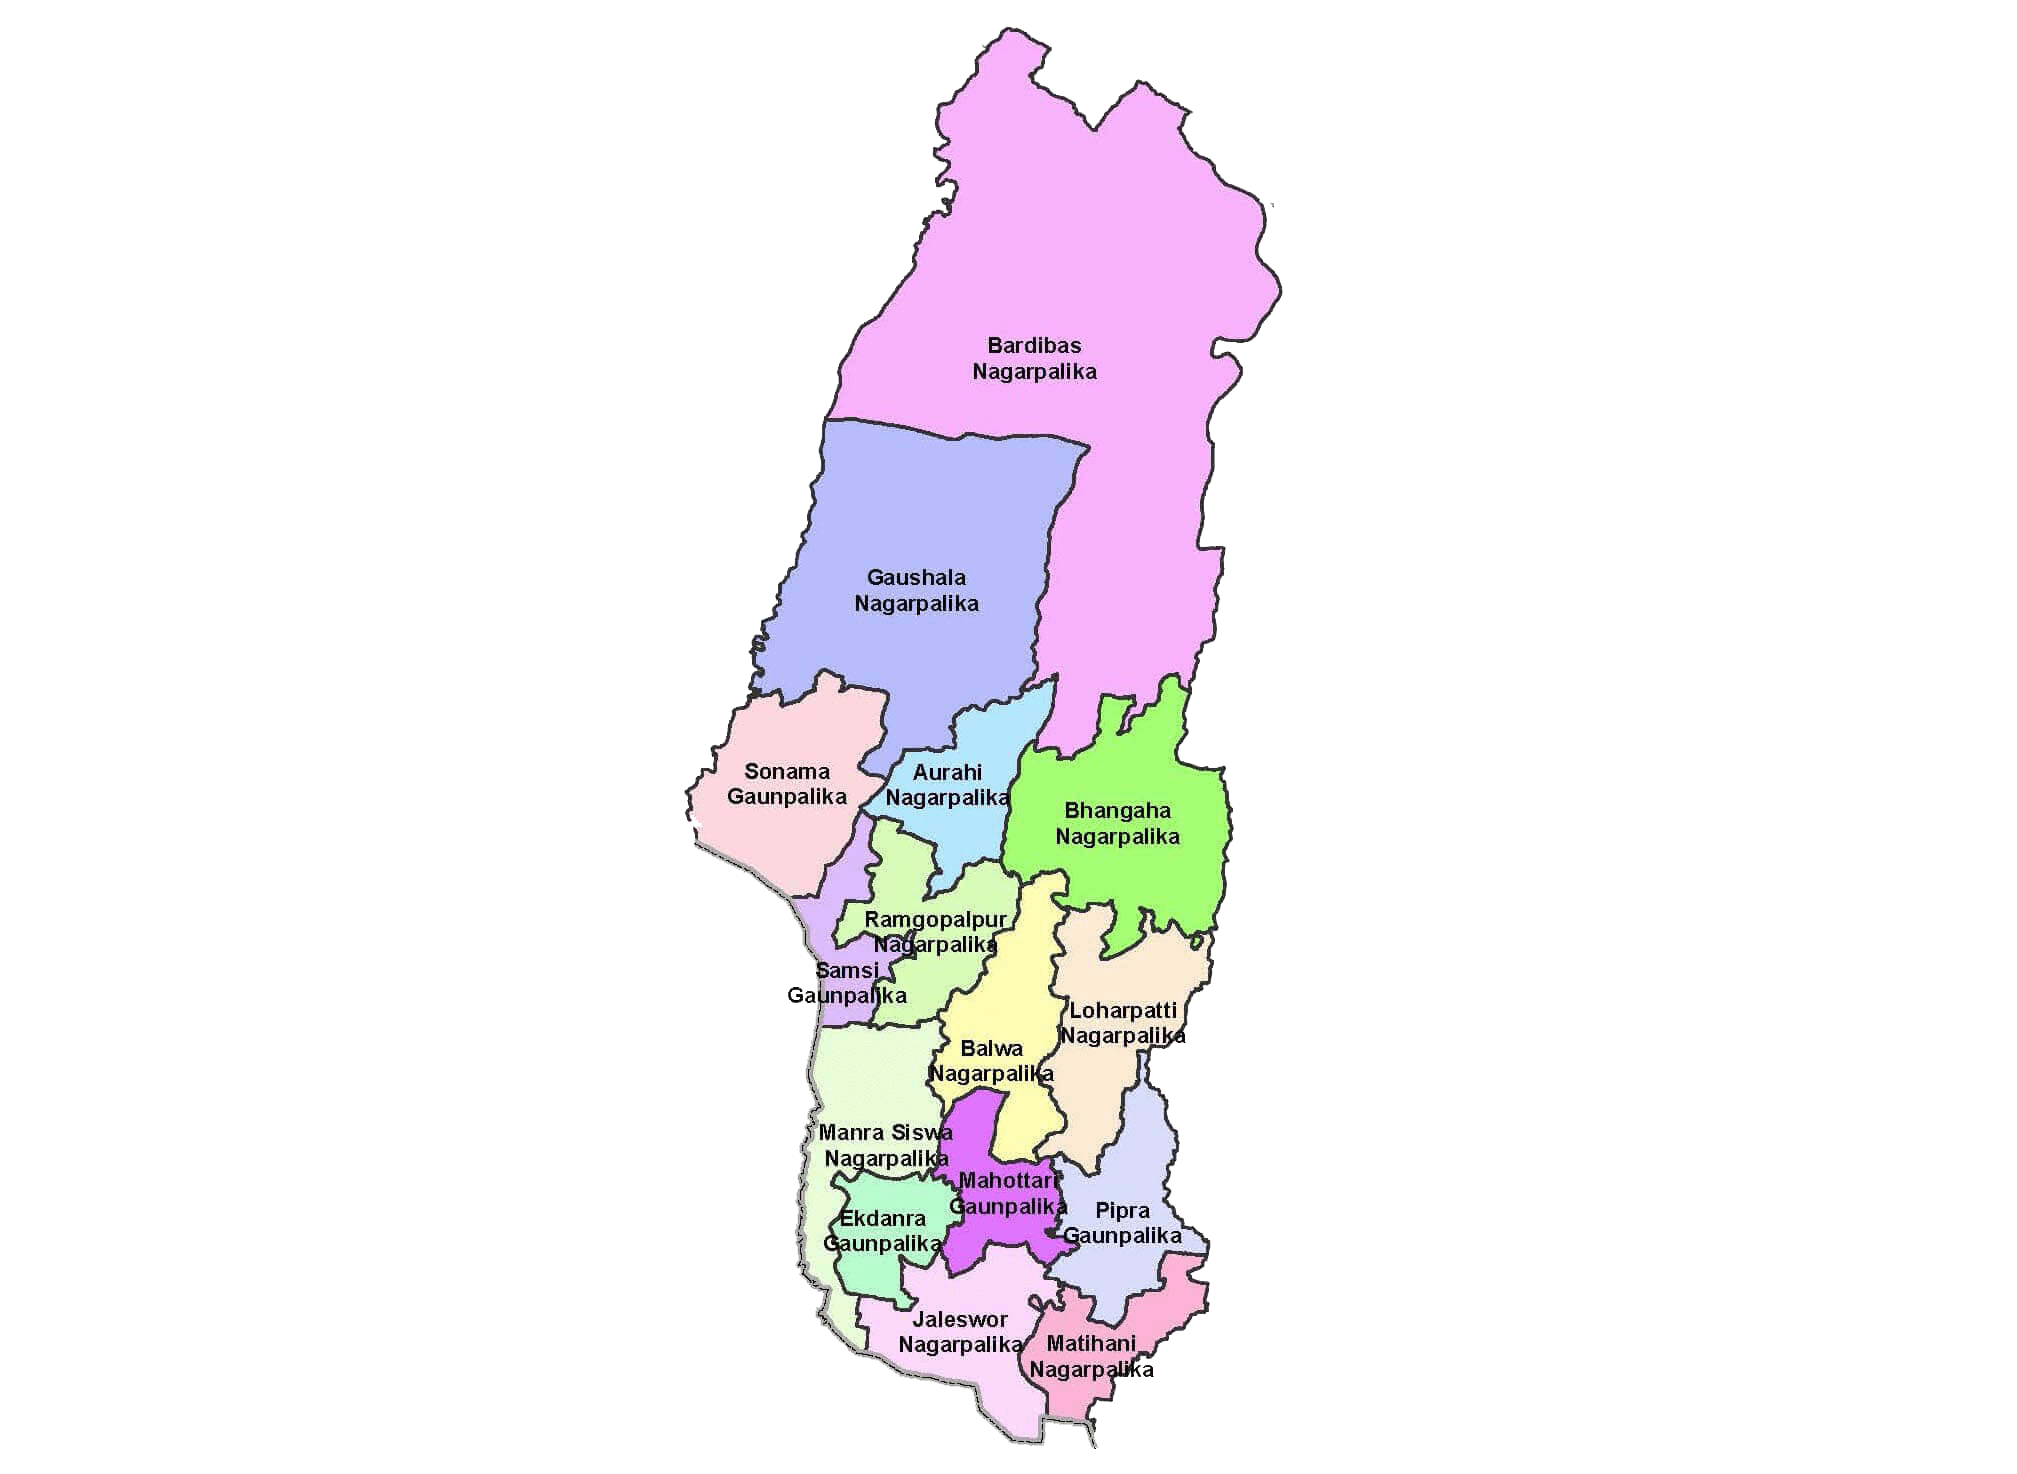 Bardibas
Nagarpalika
Gaushala
Nagarpalika
Sonama
Gaunpalika
Aurahi
Nagarpalika
Bhangaha
Nagarpalika
Ramgopalpur
Nagarpalika
Samsi
Gaunpalika
Loharpatti
Nagarpalika
Balwa
Nagarpalika
Manra Siswa
Nagarpalika
Mahottari
Gaunpalika
Ekdanra
Gaunpalika
Pipra
Gaunpalika
Jaleswor
Nagarpalika
Matihani
Nagarpalika